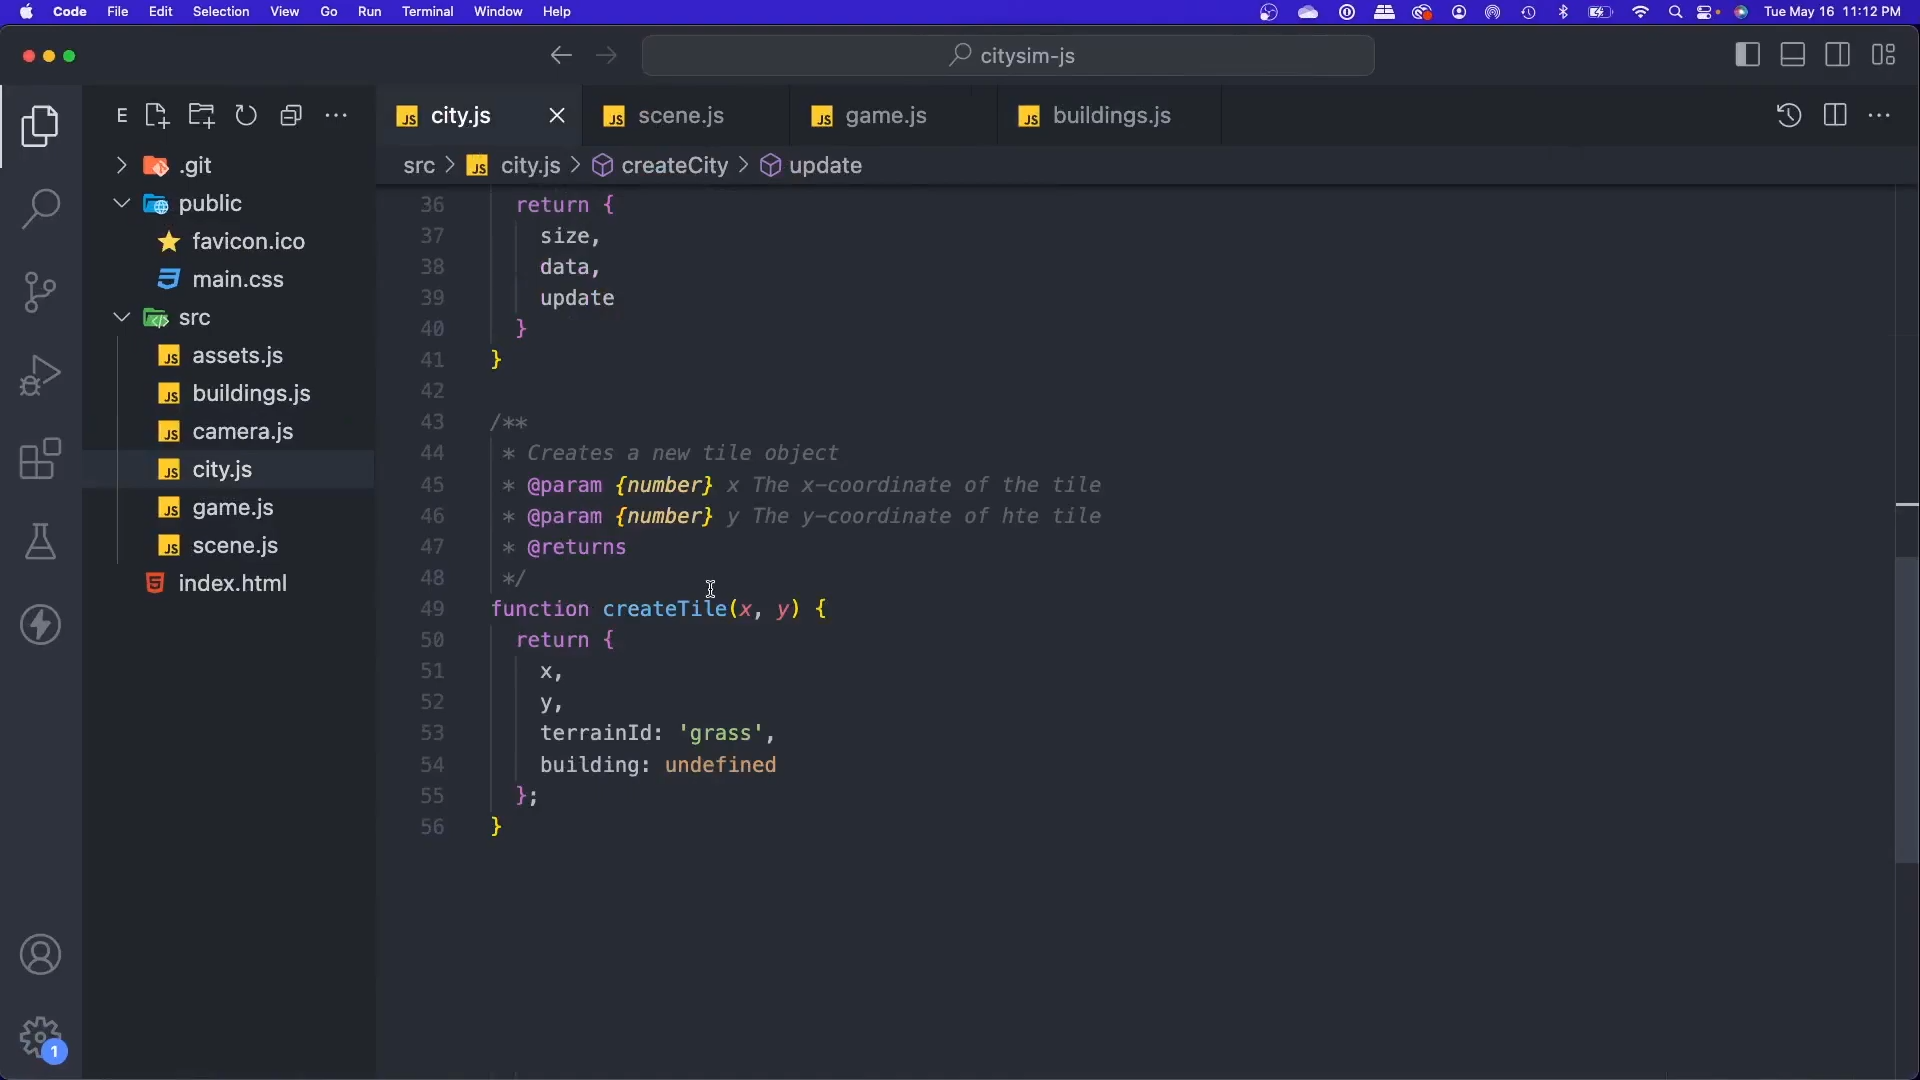 Code File Edit Selection View Go Run Terminal Window Help Tue May 16 11:12 PM
citysim-js
E
city.js scene.js game.js buildings.js
src > city.js > createCity > update
.git
public
favicon.ico
main.css
src
assets.js
buildings.js
camera.js
city.js
game.js
scene.js
index.html
1
36 return {
37 size,
38 data,
39 update
40 }
41 }
42
43 /**
44 * Creates a new tile object
45 * @param {number} x The x-coordinate of the tile
46 * @param {number} y The y-coordinate of hte tile
47 * @returns
48 */
49 function createTile(x, y) {
50 return {
51 x,
52 y,
53 terrainId: 'grass',
54 building: undefined
55 };
56 }